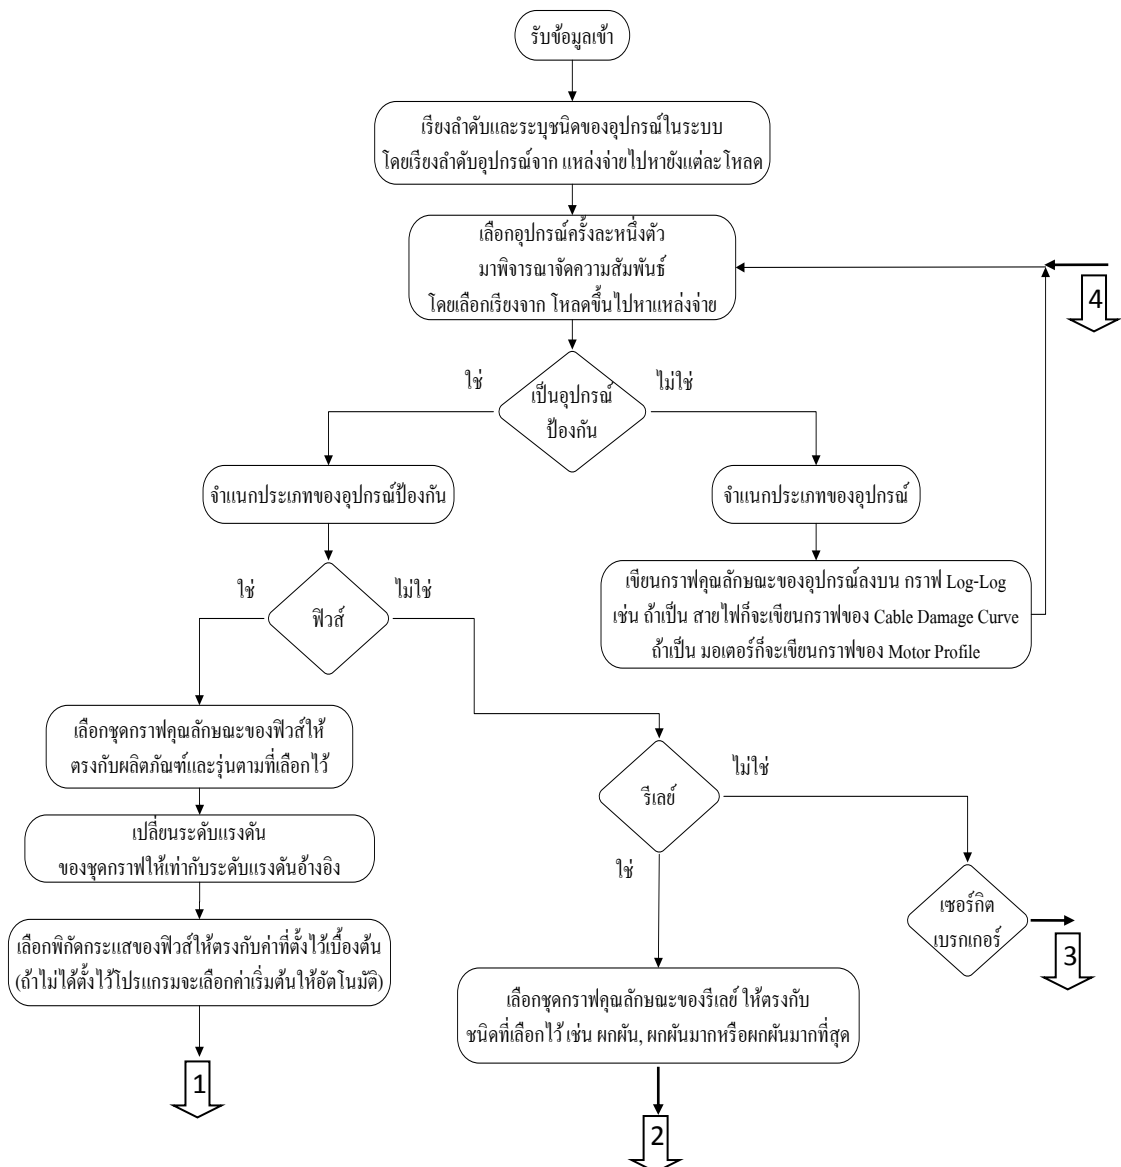 รับข้อมูลเข้า
เรียงลำดับและระบุชนิดของอุปกรณ์ในระบบ
โดยเรียงลำดับอุปกรณ์จาก แหล่งจ่ายไปหายังแต่ละโหลด
เลือกอุปกรณ์ครั้งละหนึ่งตัว
มาพิจารณาจัดความสัมพันธ์
โดยเลือกเรียงจาก โหลดขึ้นไปหาแหล่งจ่าย
4
ใช่
ไม่ใช่
เป็นอุปกรณ์
ป้องกัน
จำแนกประเภทของอุปกรณ์ป้องกัน
จำแนกประเภทของอุปกรณ์
เขียนกราฟคุณลักษณะของอุปกรณ์ลงบน กราฟ Log-Log
เช่น ถ้าเป็น สายไฟก็จะเขียนกราฟของ Cable Damage Curve
ถ้าเป็น มอเตอร์ก็จะเขียนกราฟของ Motor Profile
ใช่
ไม่ใช่
ฟิวส์
เลือกชุดกราฟคุณลักษณะของฟิวส์ให้
ตรงกับผลิตภัณฑ์และรุ่นตามที่เลือกไว้
เปลี่ยนระดับแรงดัน
ของชุดกราฟให้เท่ากับระดับแรงดันอ้างอิง
เลือกพิกัดกระแสของฟิวส์ให้ตรงกับค่าที่ตั้งไว้เบื้องต้น
(ถ้าไม่ได้ตั้งไว้โปรแกรมจะเลือกค่าเริ่มต้นให้อัตโนมัติ)
1
รีเลย์
ไม่ใช่
ใช่
เซอร์กิต
เบรกเกอร์
3
เลือกชุดกราฟคุณลักษณะของรีเลย์ ให้ตรงกับ
ชนิดที่เลือกไว้ เช่น ผกผัน, ผกผันมากหรือผกผันมากที่สุด
2